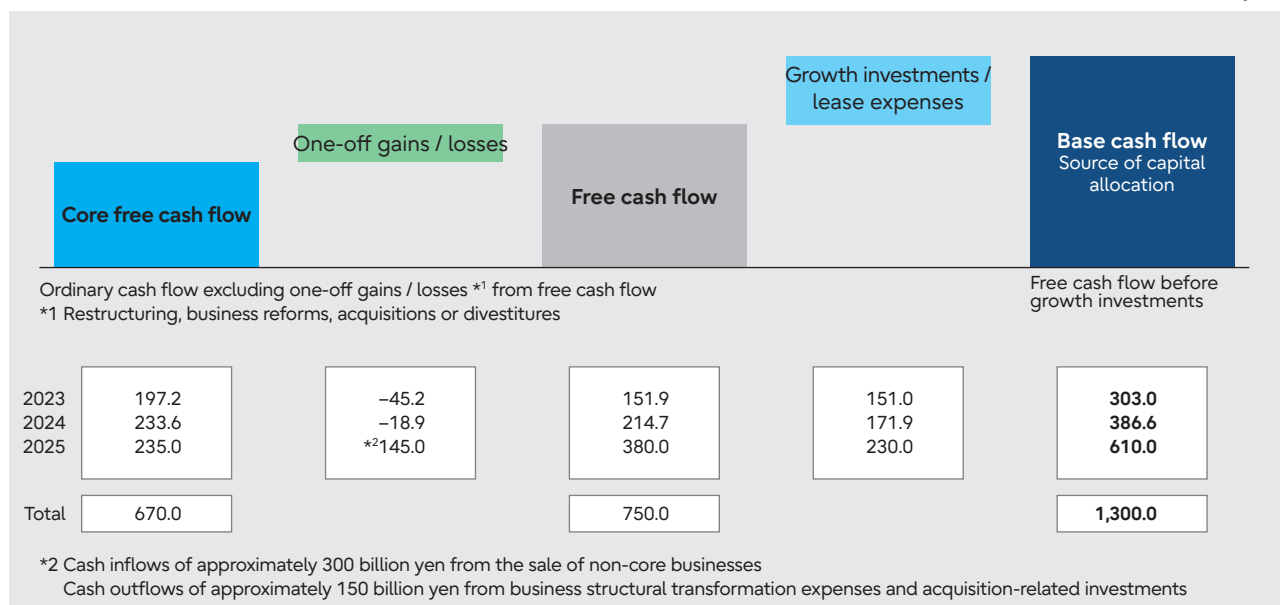 Growth investments /
lease expenses
One-off gains / losses
Base cash flow
Source of capital
allocation
Core free cash flow
Free cash flow
Ordinary cash flow excluding one-off gains / losses *1 from free cash flow
*1 Restructuring, business reforms, acquisitions or divestitures
Free cash flow before
growth investments
2023 197.2 –45.2 151.9 151.0 303.0
2024 233.6 –18.9 214.7 171.9 386.6
2025 235.0 *2145.0 380.0 230.0 610.0
Total 670.0 750.0 1,300.0
*2 Cash inflows of approximately 300 billion yen from the sale of non-core businesses
Cash outflows of approximately 150 billion yen from business structural transformation expenses and acquisition-related investments